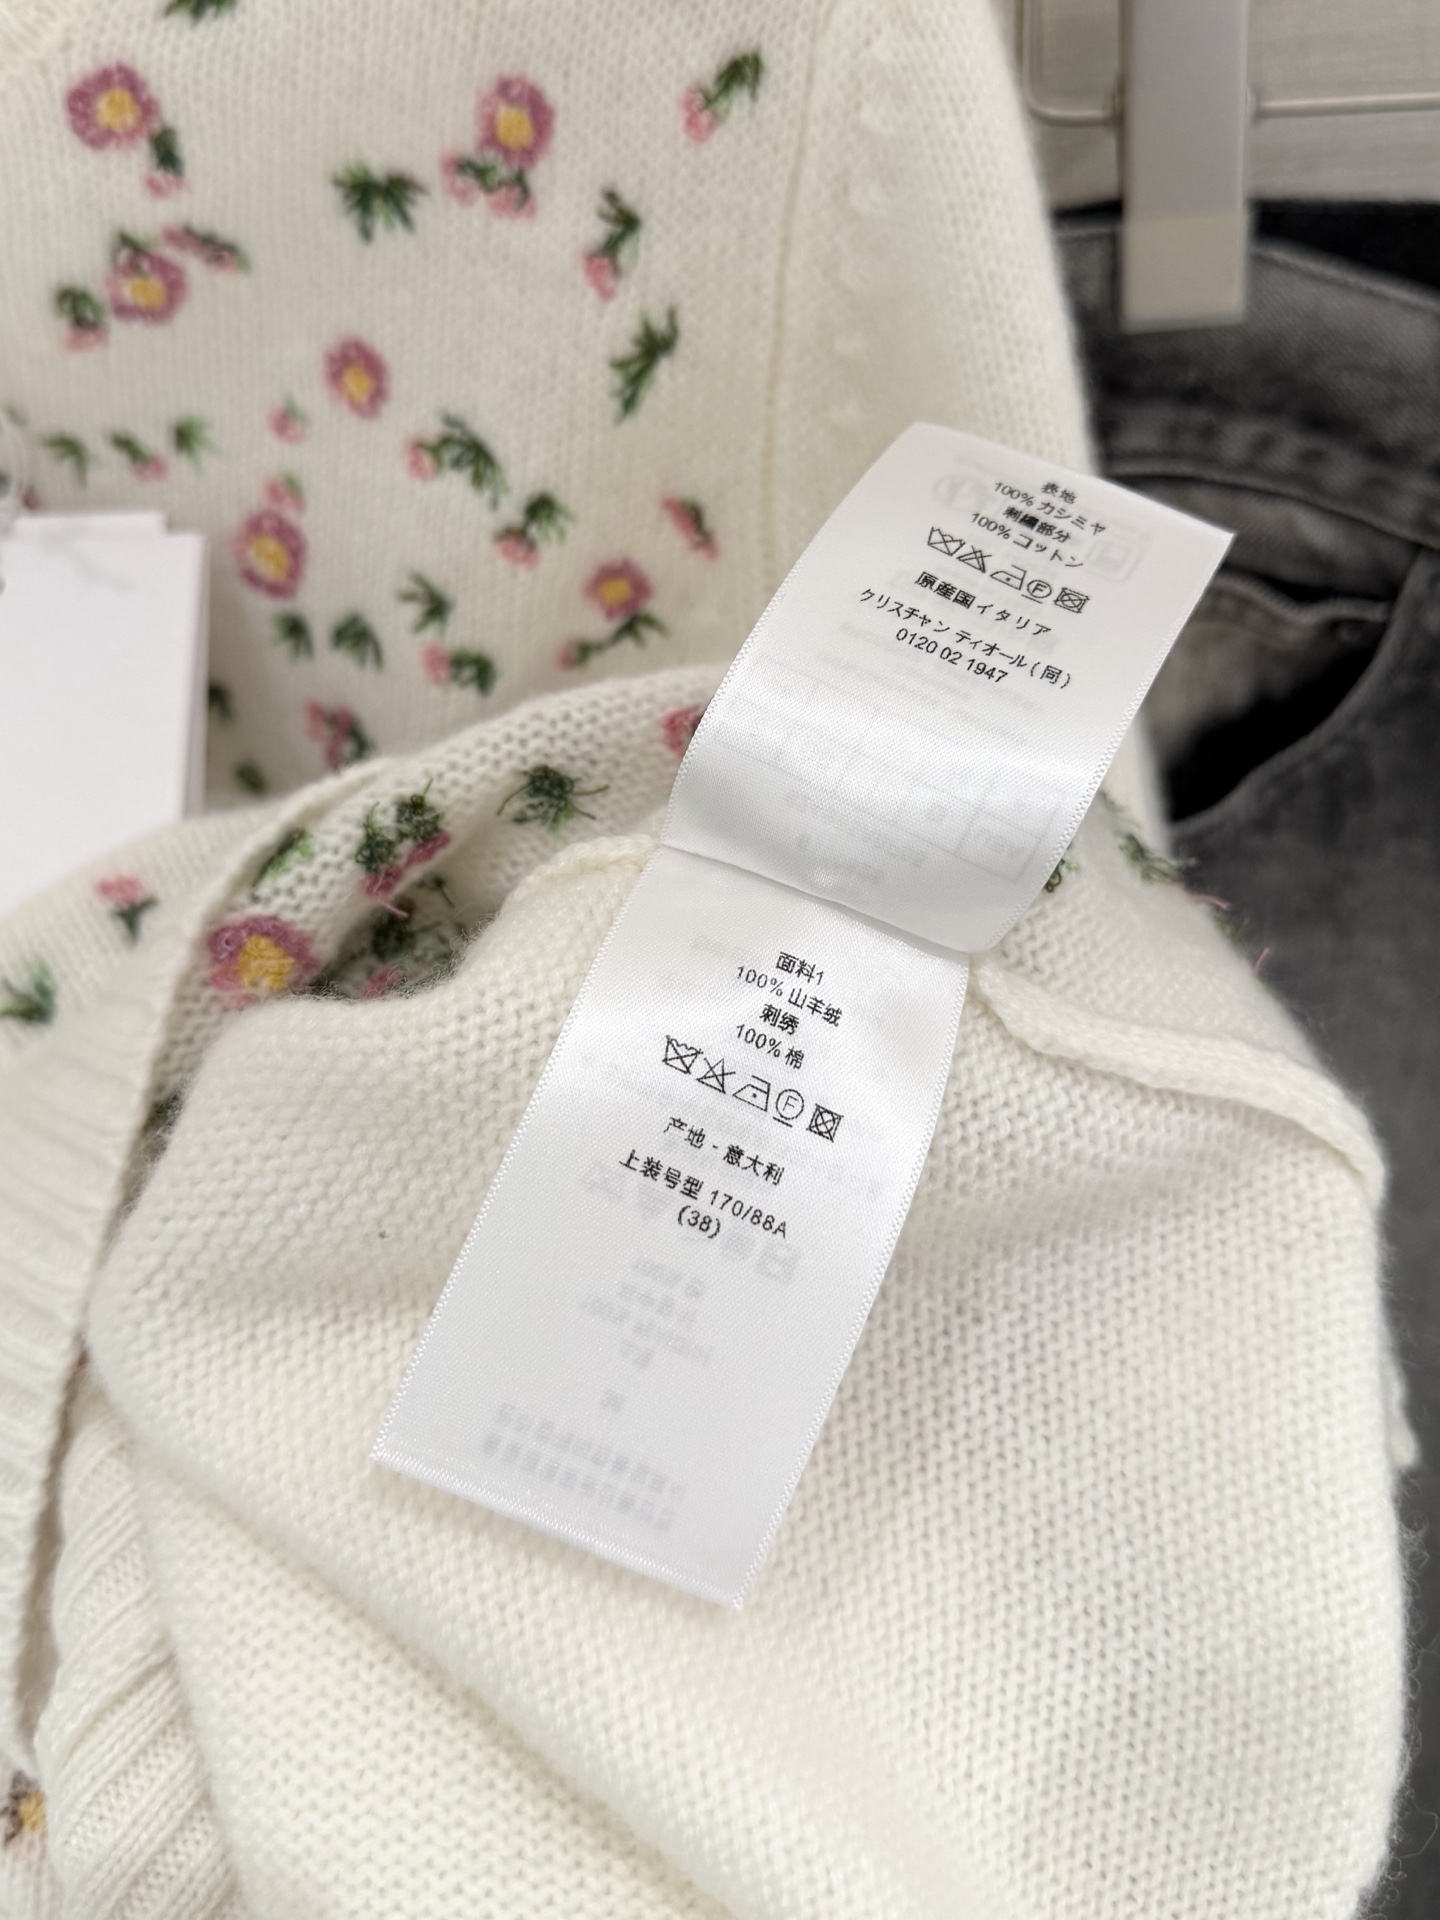 表地
100% カシミヤ
刺繍部分
100% コットン
F
原産国 イタリア
クリスチャン ディオール(同)
0120 02 1947
面料1
100% 山羊绒
刺绣
100% 棉
F
产地 - 意大利
上装号型 170/88A
(38)